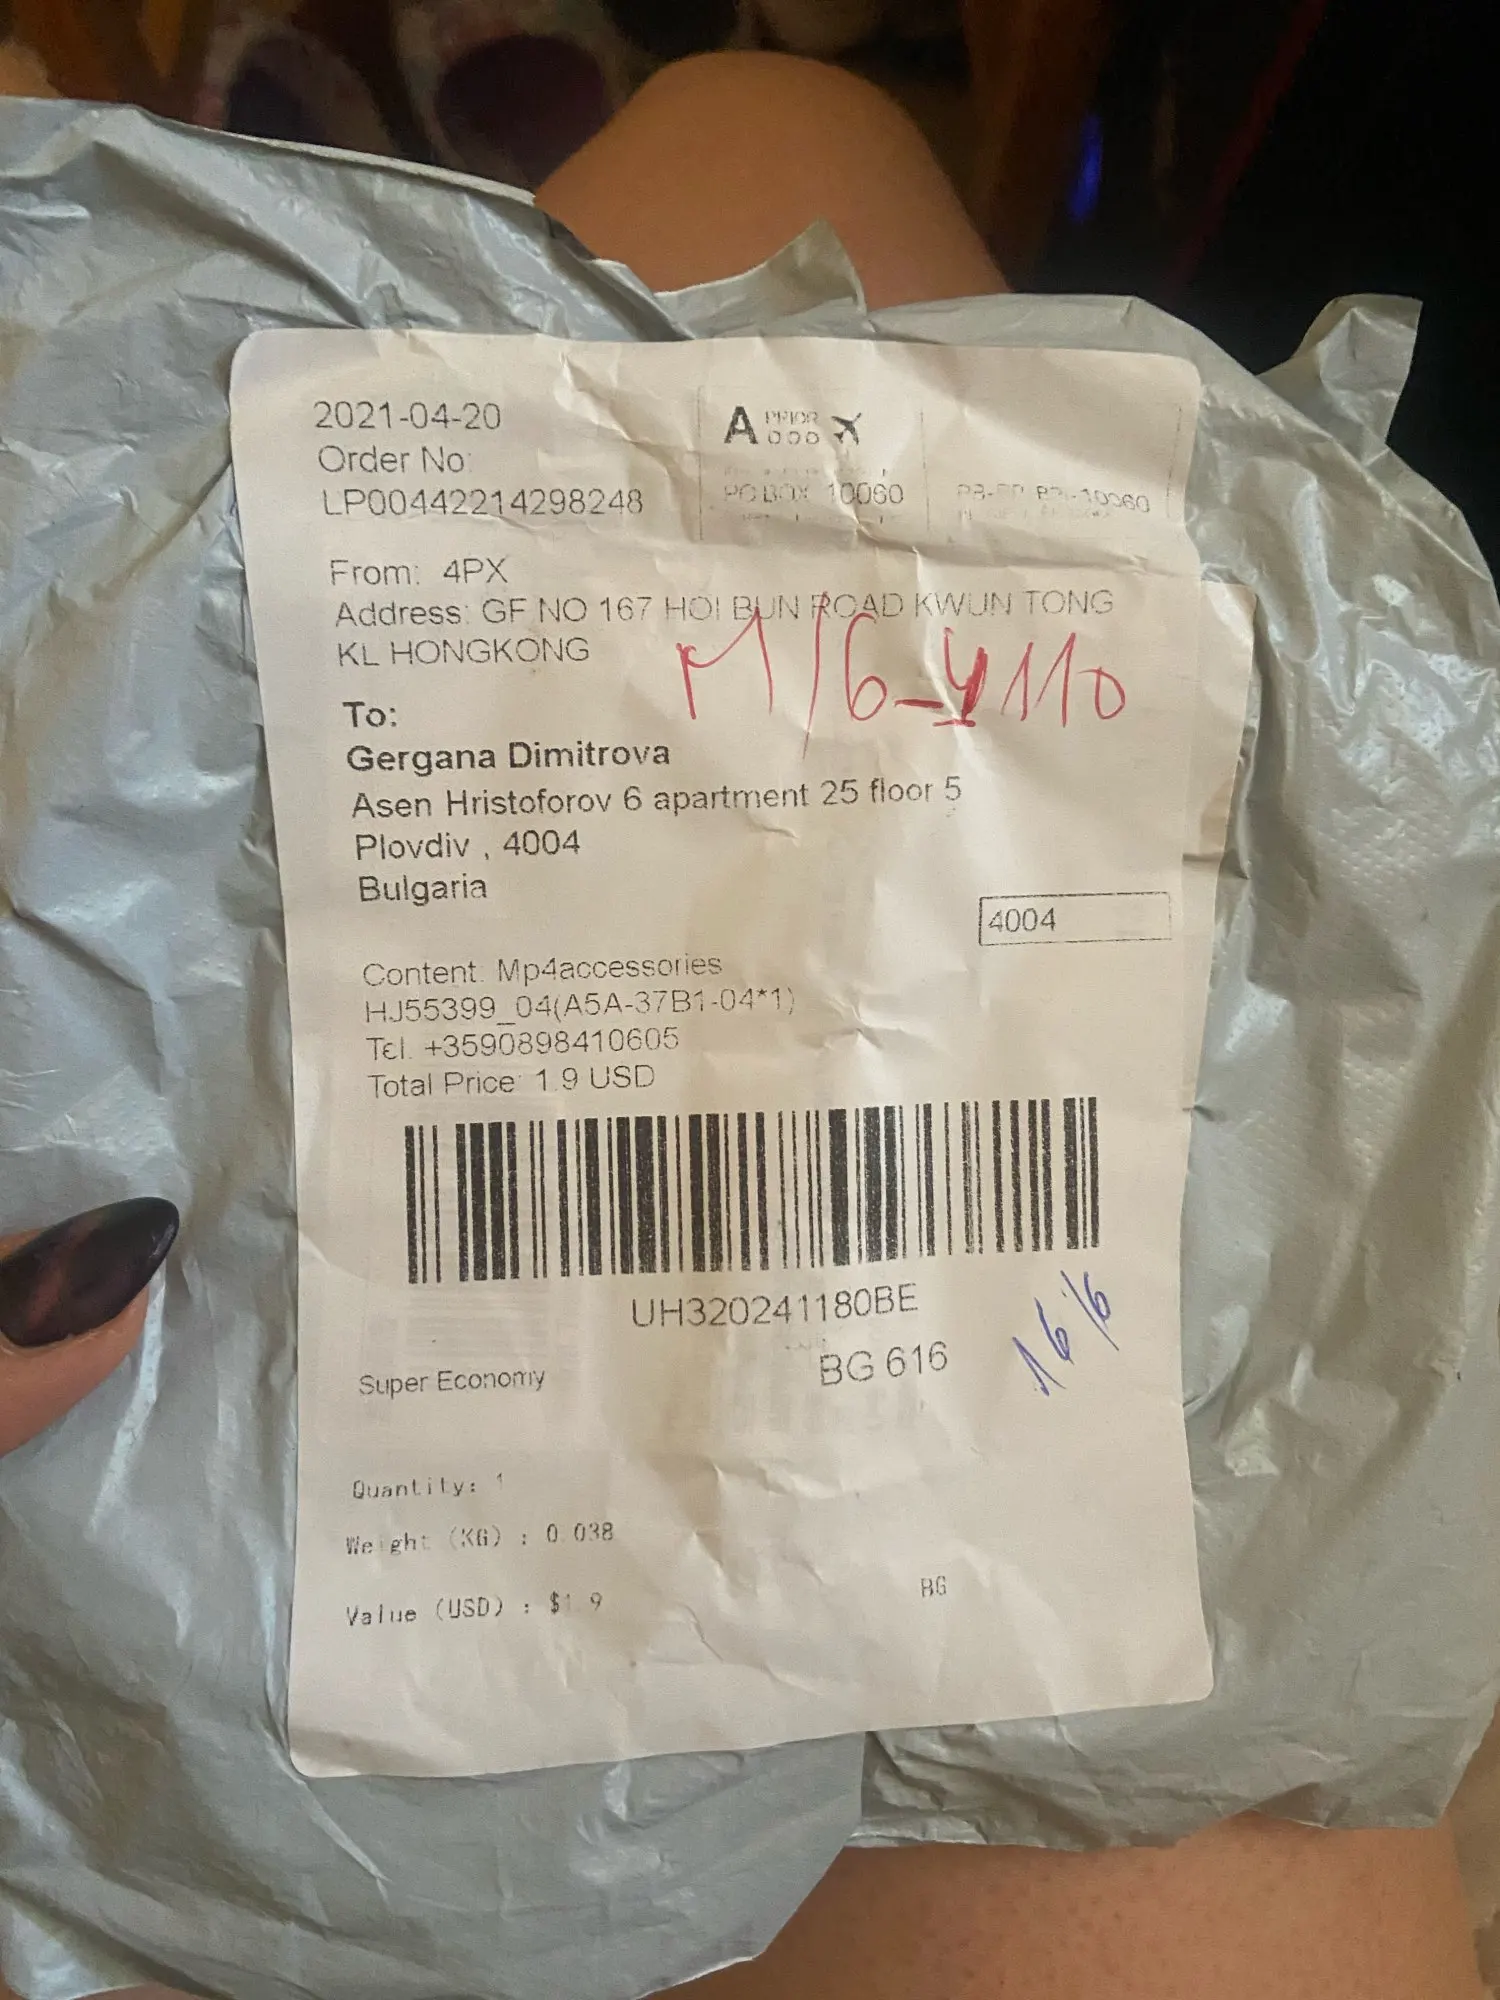 2021-04-20
Order No:
LP00442214298248
A PRIOR
PO BOX 10060
From: 4PX
Address: GF NO 167 HOI BUN ROAD KWUN TONG
KL HONGKONG
To:
Gergana Dimitrova
Asen Hristoforov 6 apartment 25 floor 5
Plovdiv , 4004
Bulgaria
4004
Content: Mp4accessories
HJ55399_04(A5A-37B1-04*1)
Tel. +3590898410605
Total Price: 1.9 USD
UH320241180BE
BG 616
16/6
Super Economy
Quantity: 1
Weight (KG) : 0.038
Value (USD) : $1.9
BG